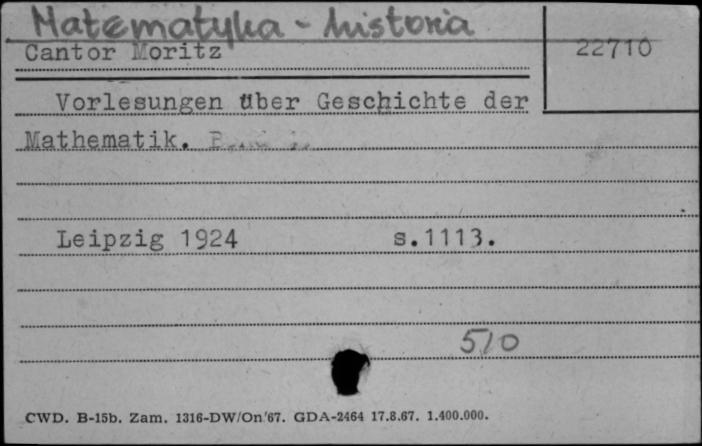 Matematyka - historia
Cantor Moritz
22710
Vorlesungen über Geschichte der
Mathematik.
Leipzig 1924 s.1113.
510
CWD. B-15b. Zam. 1316-DW/On/67. GDA-2464 17.8.67. 1.400.000.